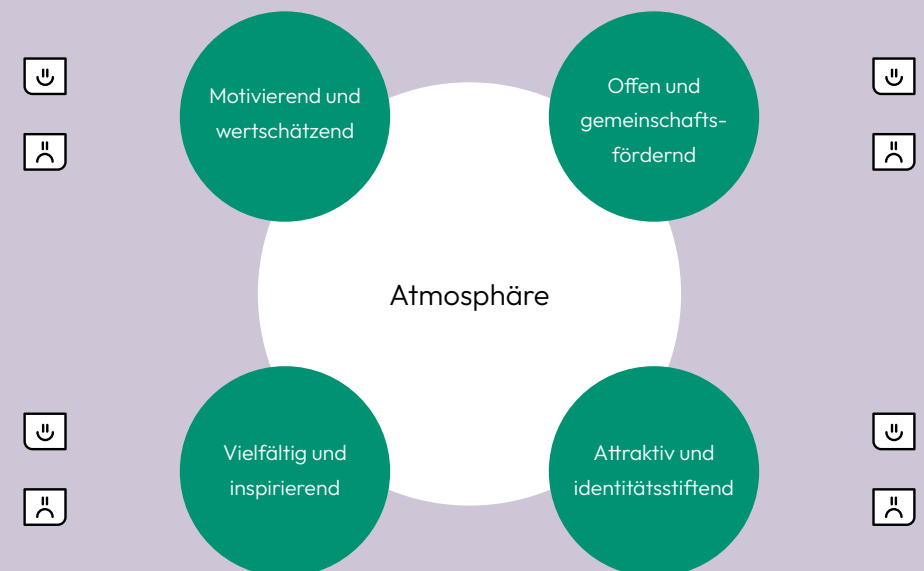 Motivierend und
wertschätzend
Offen und
gemeinschafts-
fördernd
Atmosphäre
Vielfältig und
inspirierend
Attraktiv und
identitätsstiftend